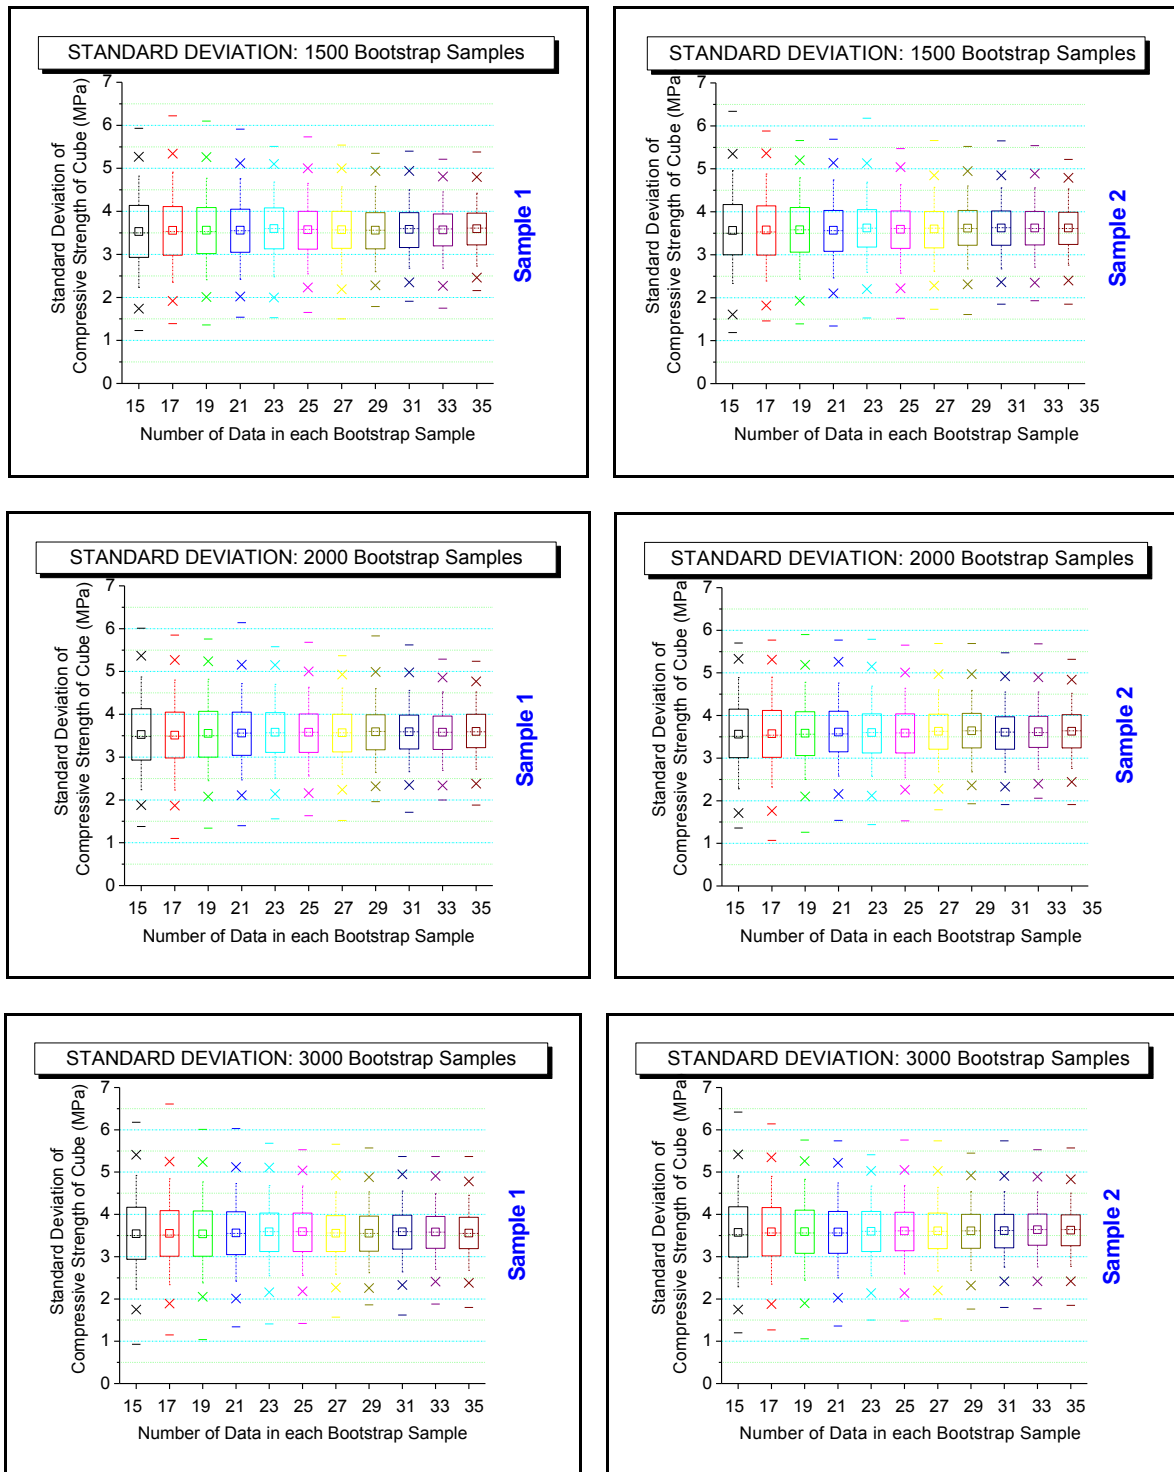 STANDARD DEVIATION: 1500 Bootstrap Samples
Standard Deviation of
Compressive Strength of Cube (MPa)
7
6
5
4
3
2
1
0
15 17 19 21 23 25 27 29 31 33 35
Number of Data in each Bootstrap Sample
Sample 1
STANDARD DEVIATION: 1500 Bootstrap Samples
Standard Deviation of
Compressive Strength of Cube (MPa)
7
6
5
4
3
2
1
0
15 17 19 21 23 25 27 29 31 33 35
Number of Data in each Bootstrap Sample
Sample 2
STANDARD DEVIATION: 2000 Bootstrap Samples
Standard Deviation of
Compressive Strength of Cube (MPa)
7
6
5
4
3
2
1
0
15 17 19 21 23 25 27 29 31 33 35
Number of Data in each Bootstrap Sample
Sample 1
STANDARD DEVIATION: 2000 Bootstrap Samples
Standard Deviation of
Compressive Strength of Cube (MPa)
7
6
5
4
3
2
1
0
15 17 19 21 23 25 27 29 31 33 35
Number of Data in each Bootstrap Sample
Sample 2
STANDARD DEVIATION: 3000 Bootstrap Samples
Standard Deviation of
Compressive Strength of Cube (MPa)
7
6
5
4
3
2
1
0
15 17 19 21 23 25 27 29 31 33 35
Number of Data in each Bootstrap Sample
Sample 1
STANDARD DEVIATION: 3000 Bootstrap Samples
Standard Deviation of
Compressive Strength of Cube (MPa)
7
6
5
4
3
2
1
0
15 17 19 21 23 25 27 29 31 33 35
Number of Data in each Bootstrap Sample
Sample 2